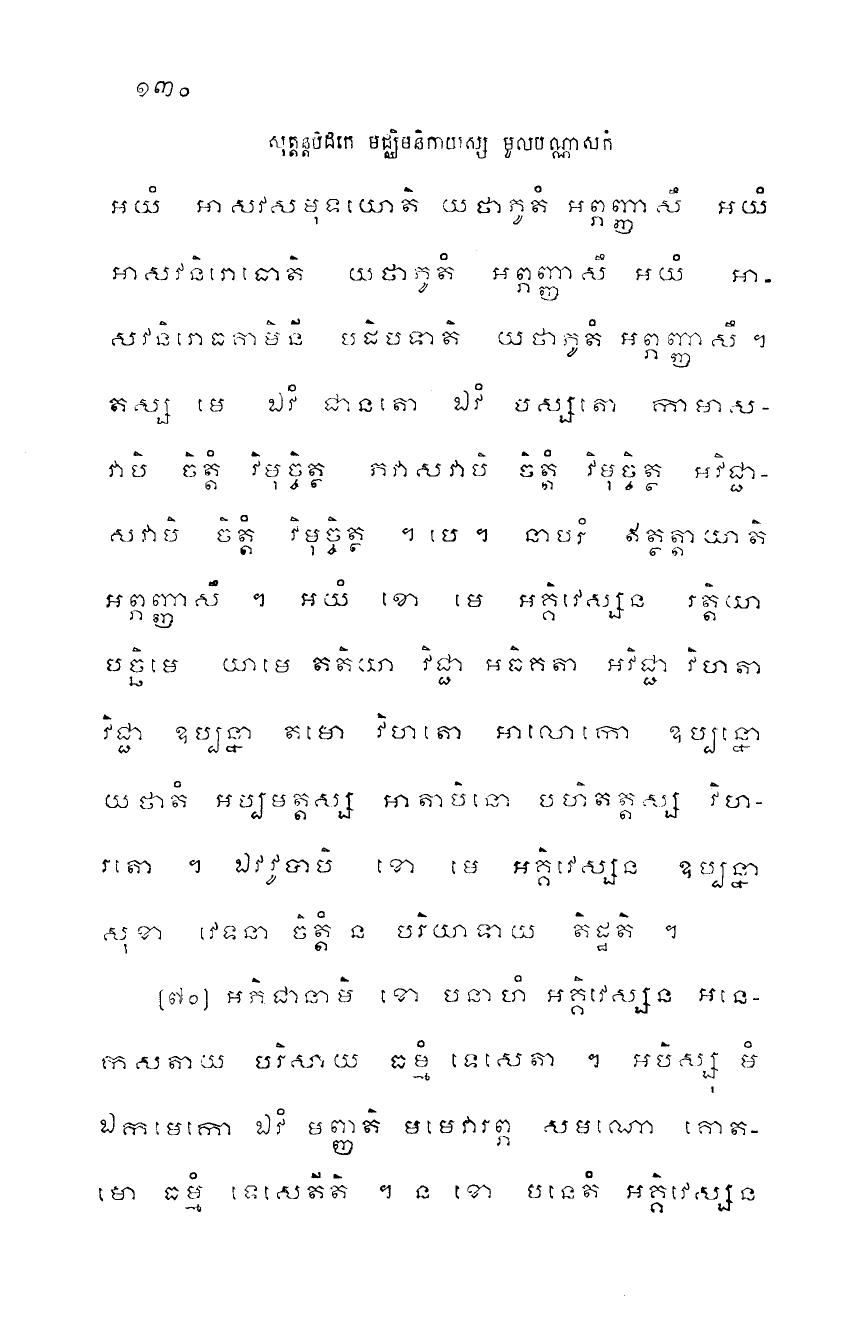 ១៣០
សុត្តន្តបិដកេ មជ្ឈិមនិកាយស្ស មូលបណ្ណាសកំ
អយំ អាសវសមុទយោតិ យថាភូតំ អព្ភញ្ញាសឹ អយំ
អាសវនិរោធោតិ យថាភូតំ អព្ភញ្ញាសឹ អយំ អា-
សវនិរោធគាមិនី បដិបទាតិ យថាភូតំ អព្ភញ្ញាសឹ ។
តស្ស មេ ឯវំ ជានតោ ឯវំ បស្សតោ កាមាស-
វាបិ ចិត្តំ វិមុច្ចិត្ថ ភវាសវាបិ ចិត្តំ វិមុច្ចិត្ថ អវិជ្ជា-
សវាបិ ចិត្តំ វិមុច្ចិត្ថ ។ បេ ។ នាបរំ ឥត្ថត្តាយាតិ
អព្ភញ្ញាសឹ ។ អយំ ខោ មេ អគ្គិវេស្សន រត្តិយា
បច្ឆិមេ យាមេ តតិយា វិជ្ជា អធិគតា អវិជ្ជា វិហតា
វិជ្ជា ឧប្បន្នា តមោ វិហតោ អាលោកោ ឧប្បន្នោ
យថាតំ អប្បមត្តស្ស អាតាបិនោ បហិតត្តស្ស វិហ-
រតោ ។ ឯវរូបាបិ ខោ មេ អគ្គិវេស្សន ឧប្បន្នា
សុខា វេទនា ចិត្តំ ន បរិយាទាយ តិដ្ឋតិ ។
[៧០] អភិជានាមិ ខោ បនាហំ អគ្គិវេស្សន អនេ-
កសតាយ បរិសាយ ធម្មំ ទេសេតា ។ អបិស្សុ មំ
ឯកមេកោ ឯវំ មញ្ញតិ មមេវារព្ភ សមណោ គោត-
មោ ធម្មំ ទេសេតីតិ ។ ន ខោ បនេតំ អគ្គិវេស្សន